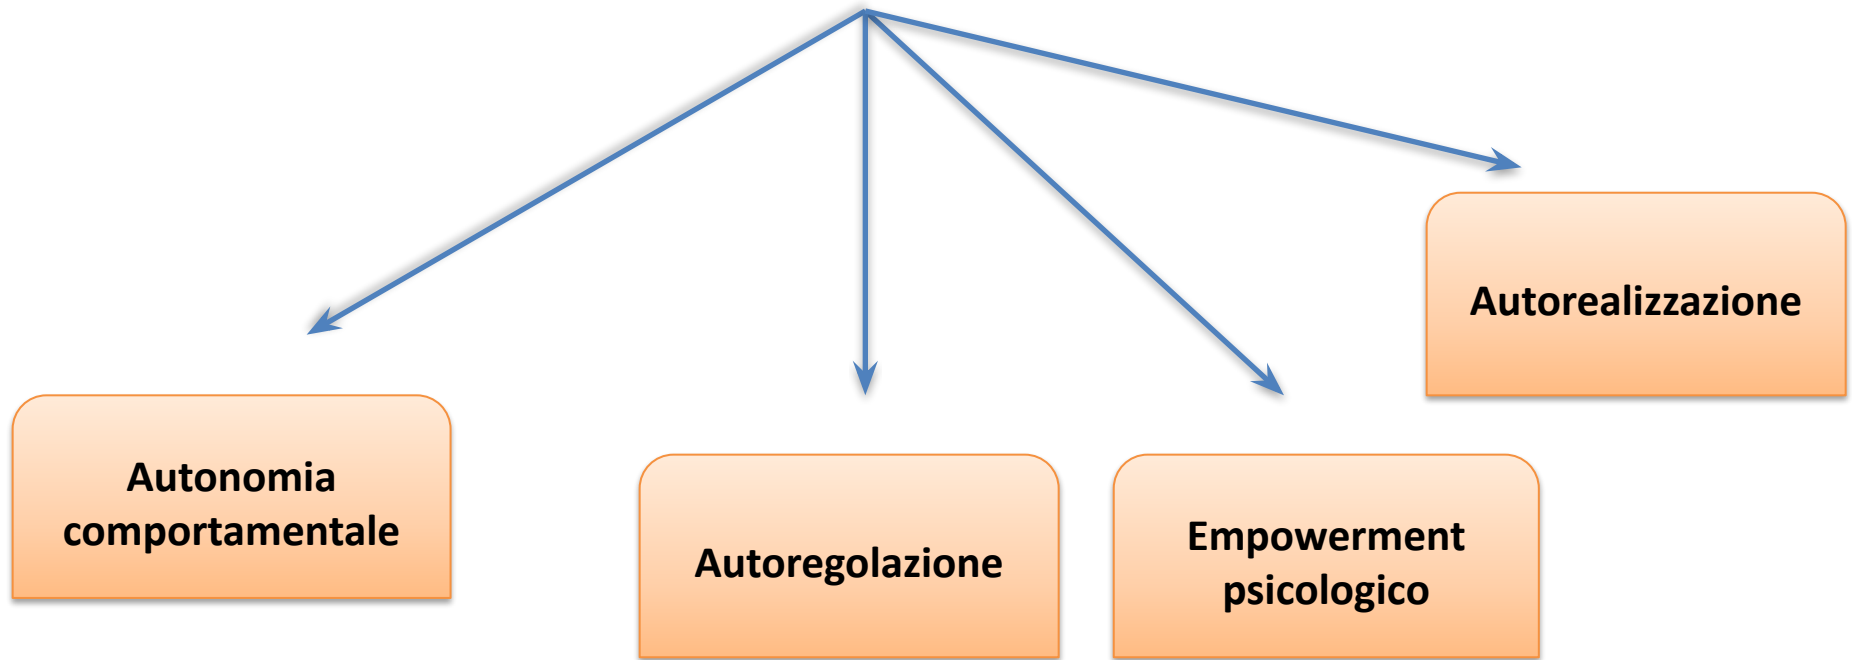 Autonomia
comportamentale
Autoregolazione
Empowerment
psicologico
Autorealizzazione